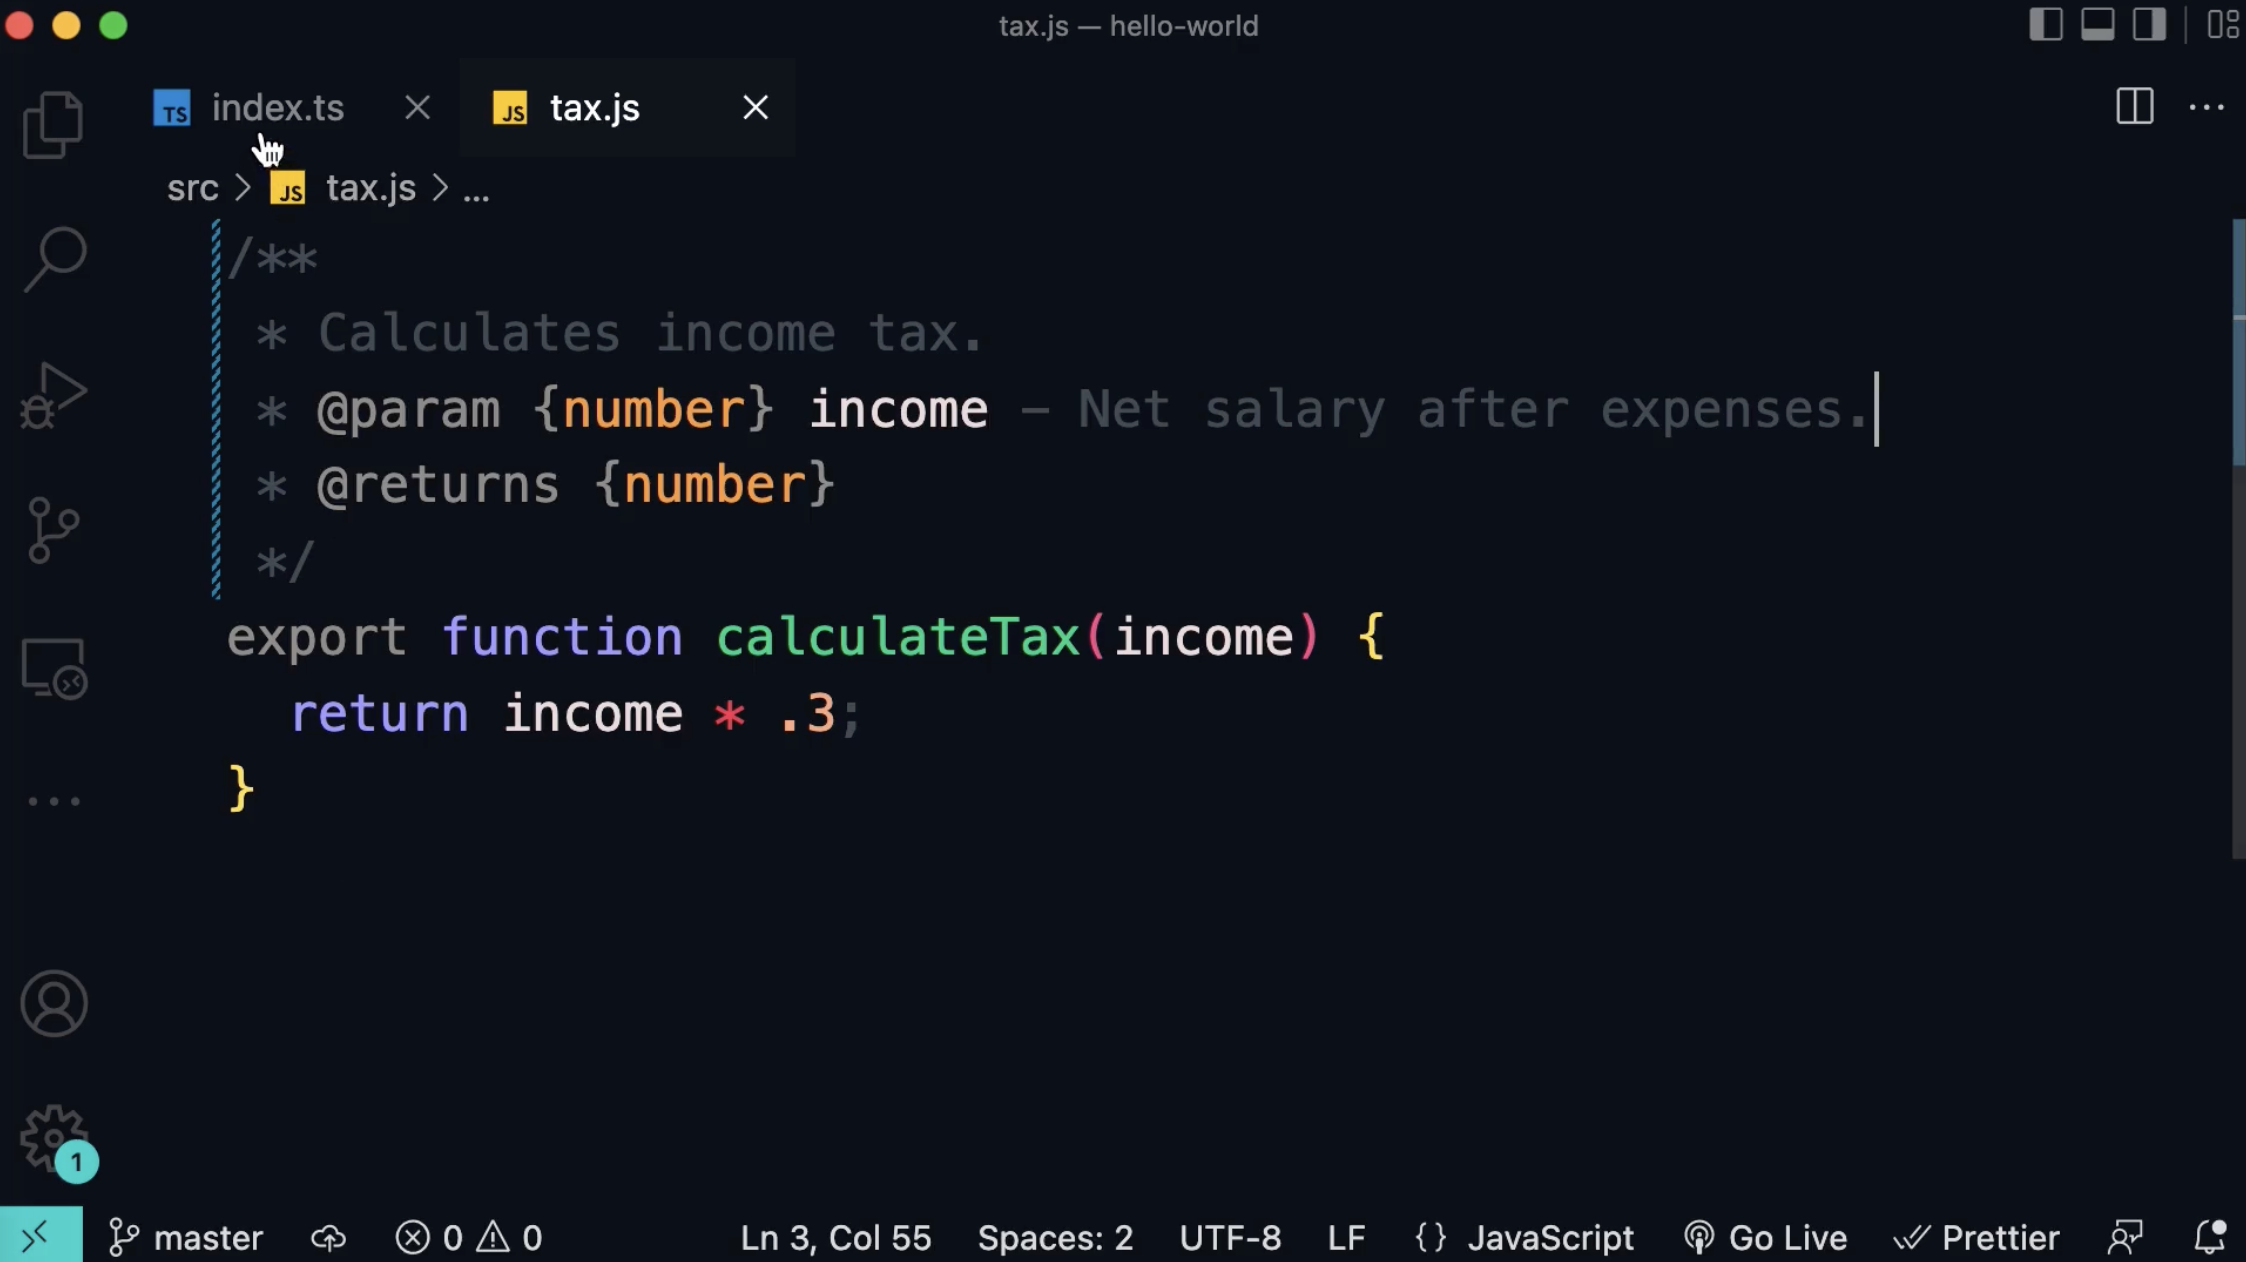 tax.js — hello-world
TS index.ts JS tax.js
src > JS tax.js > ...
/**
* Calculates income tax.
* @param {number} income – Net salary after expenses.
* @returns {number}
*/
export function calculateTax(income) {
return income * .3;
}
1
master 0 0 Ln 3, Col 55 Spaces: 2 UTF-8 LF {} JavaScript Go Live Prettier